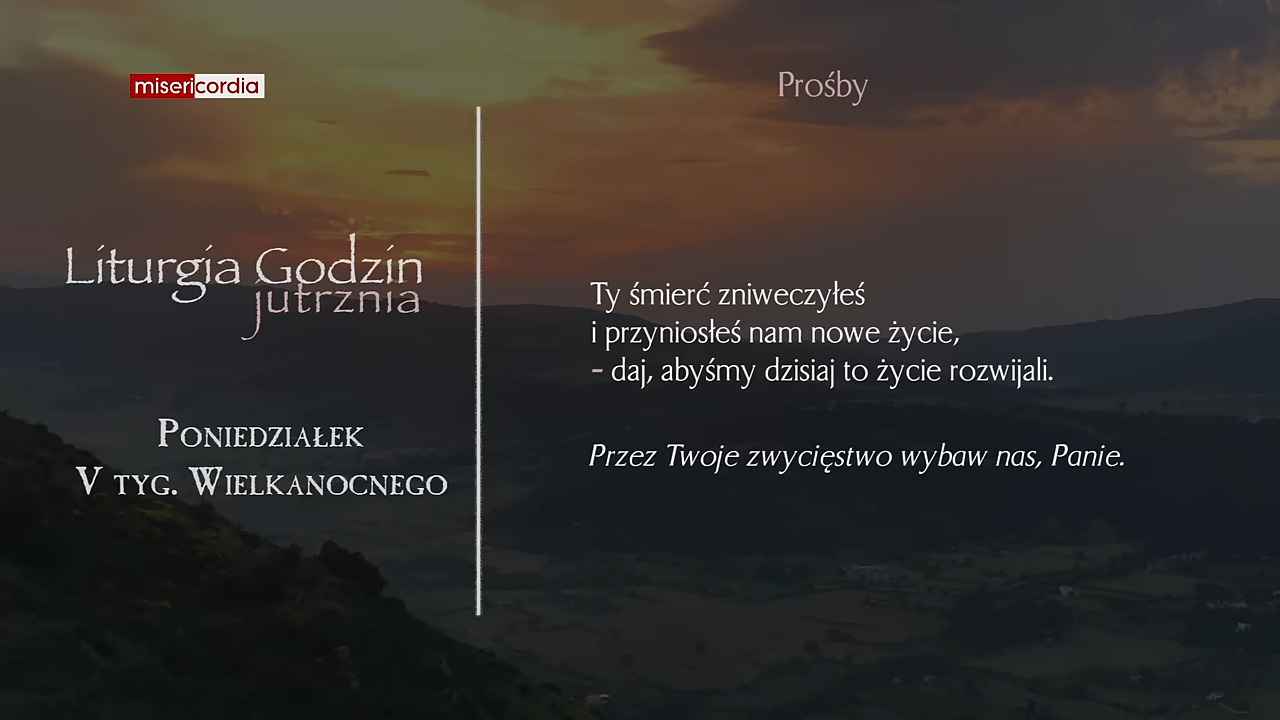 misericordia
Prośby
Liturgia Godzin
jutrznia
Poniedziałek
V tyg. Wielkanocnego
Ty śmierć zniweczyłeś
i przyniosłeś nam nowe życie,
– daj, abyśmy dzisiaj to życie rozwijali.
Przez Twoje zwycięstwo wybaw nas, Panie.